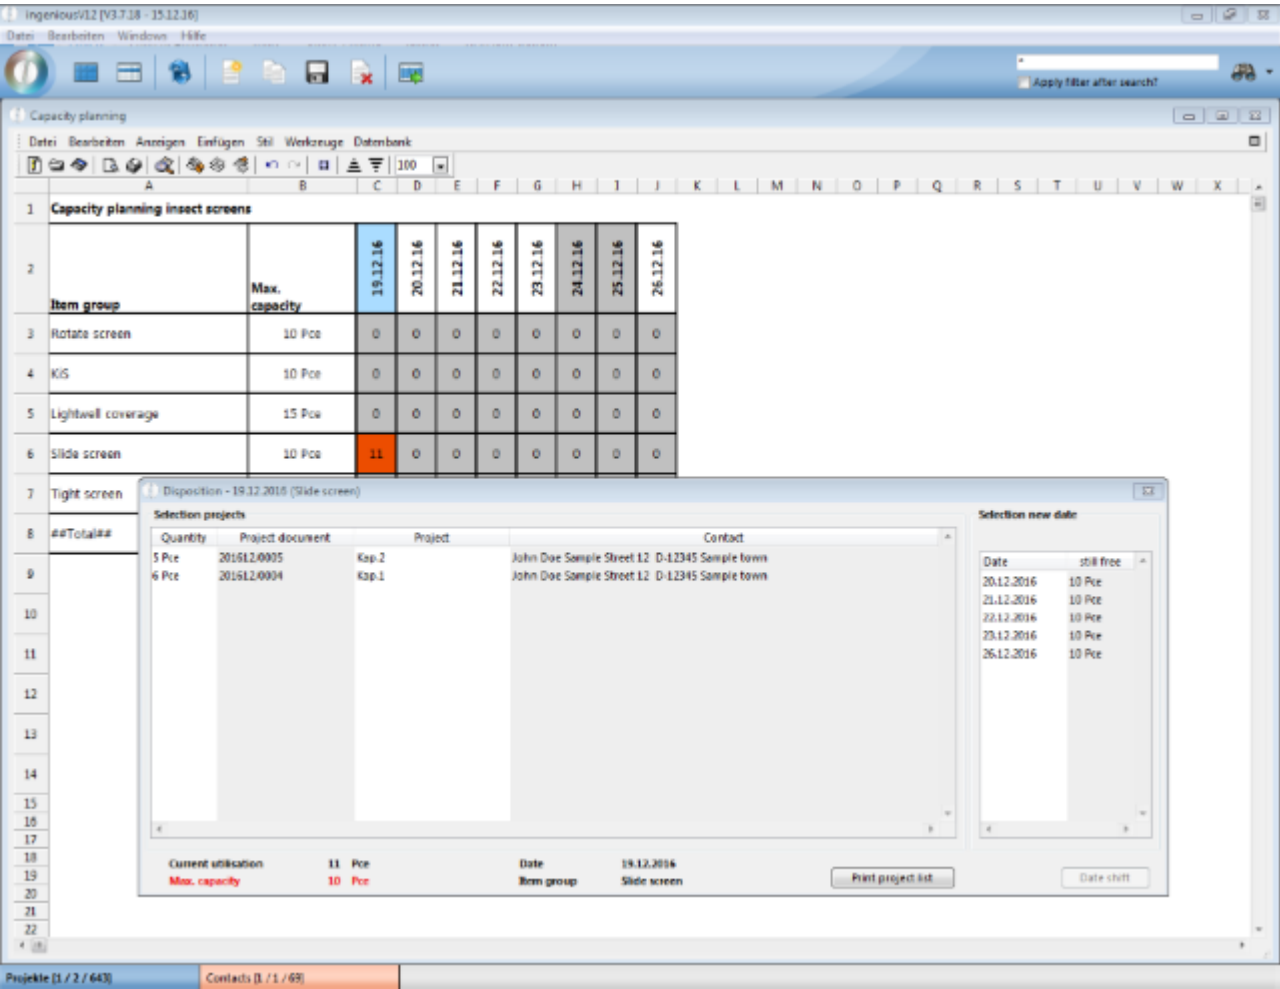 ingeniousV12 [V3.7.18 - 15.12.16]
Datei Bearbeiten Windows Hilfe
*
Apply filter after search?
Capacity planning
Datei Bearbeiten Anzeigen Einfügen Stil Werkzeuge Datenbank
100
A B C D E F G H I J K L M N O P Q R S T U V W X
1 Capacity planning insect screens
2 Item group Max. capacity 19.12.16 20.12.16 21.12.16 22.12.16 23.12.16 24.12.16 25.12.16 26.12.16
3 Rotate screen 10 Pce 0 0 0 0 0 0 0 0
4 KiS 10 Pce 0 0 0 0 0 0 0 0
5 Lightwell coverage 15 Pce 0 0 0 0 0 0 0 0
6 Slide screen 10 Pce 11 0 0 0 0 0 0 0
7 Tight screen
8 ##Total##
9
10
11
12
13
14
15
16
17
18
19
20
21
22
Disposition - 19.12.2016 (Slide screen)
Selection projects
Quantity Project document Project Contact
5 Pce 201612/0005 Kap.2 John Doe Sample Street 12 D-12345 Sample town
6 Pce 201612/0004 Kap.1 John Doe Sample Street 12 D-12345 Sample town
Selection new date
Date still free
20.12.2016 10 Pce
21.12.2016 10 Pce
22.12.2016 10 Pce
23.12.2016 10 Pce
26.12.2016 10 Pce
Current utilisation 11 Pce Date 19.12.2016
Max. capacity 10 Pce Item group Slide screen
Print project list
Date shift
Projekte [1 / 2 / 643] Contacts [1 / 1 / 69]